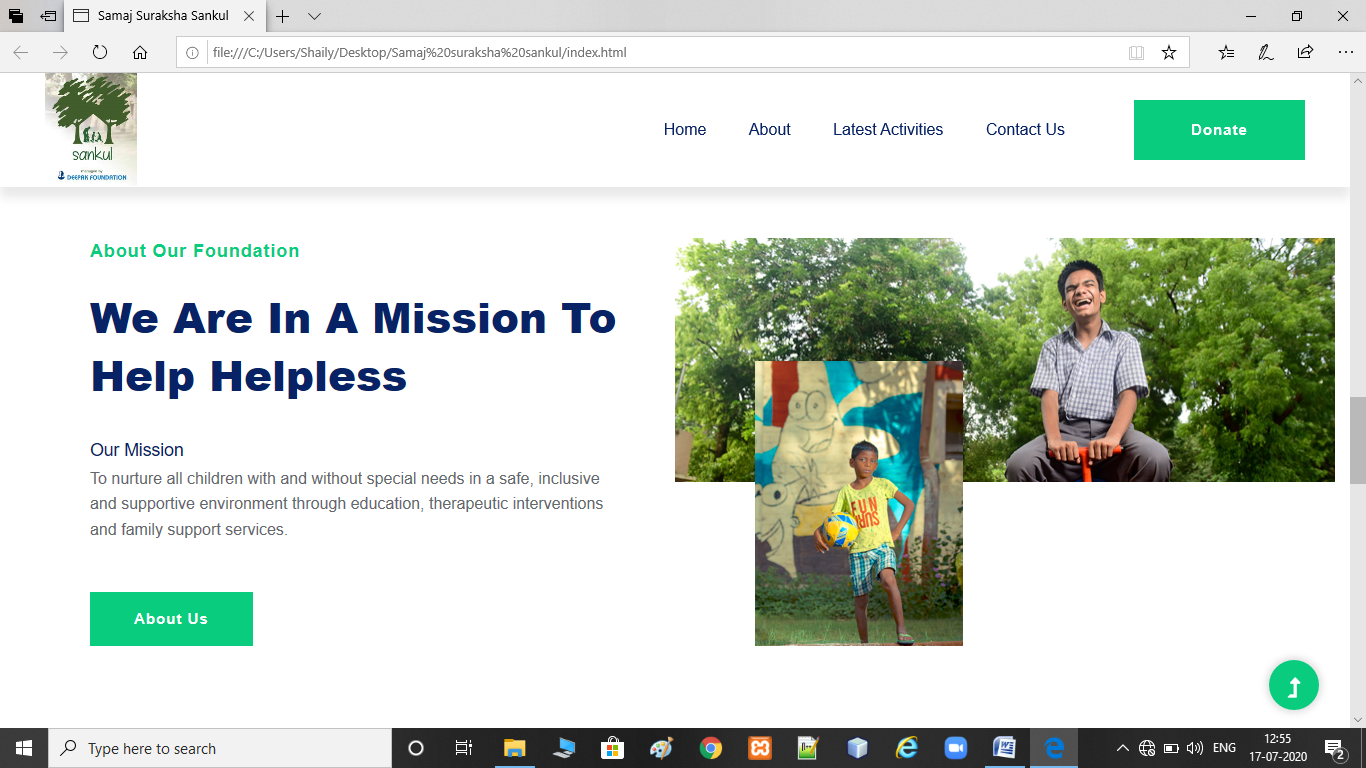 Samaj Suraksha Sankul
file:///C:/Users/Shaily/Desktop/Samaj%20suraksha%20sankul/index.html
sankul
managed by
DEEPAK FOUNDATION
Home
About
Latest Activities
Contact Us
Donate
About Our Foundation
We Are In A Mission To
Help Helpless
Our Mission
To nurture all children with and without special needs in a safe, inclusive
and supportive environment through education, therapeutic interventions
and family support services.
About Us
FUN
Type here to search
ENG
12:55
17-07-2020
2